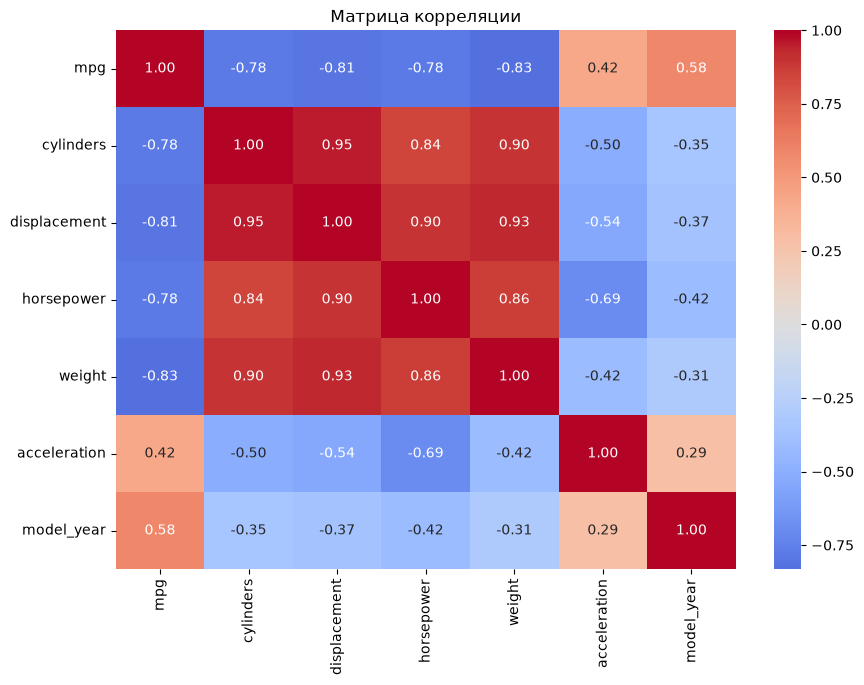 Матрица корреляции
mpg 1.00 -0.78 -0.81 -0.78 -0.83 0.42 0.58
cylinders -0.78 1.00 0.95 0.84 0.90 -0.50 -0.35
displacement -0.81 0.95 1.00 0.90 0.93 -0.54 -0.37
horsepower -0.78 0.84 0.90 1.00 0.86 -0.69 -0.42
weight -0.83 0.90 0.93 0.86 1.00 -0.42 -0.31
acceleration 0.42 -0.50 -0.54 -0.69 -0.42 1.00 0.29
model_year 0.58 -0.35 -0.37 -0.42 -0.31 0.29 1.00
mpg cylinders displacement horsepower weight acceleration model_year
1.00
0.75
0.50
0.25
0.00
−0.25
−0.50
−0.75